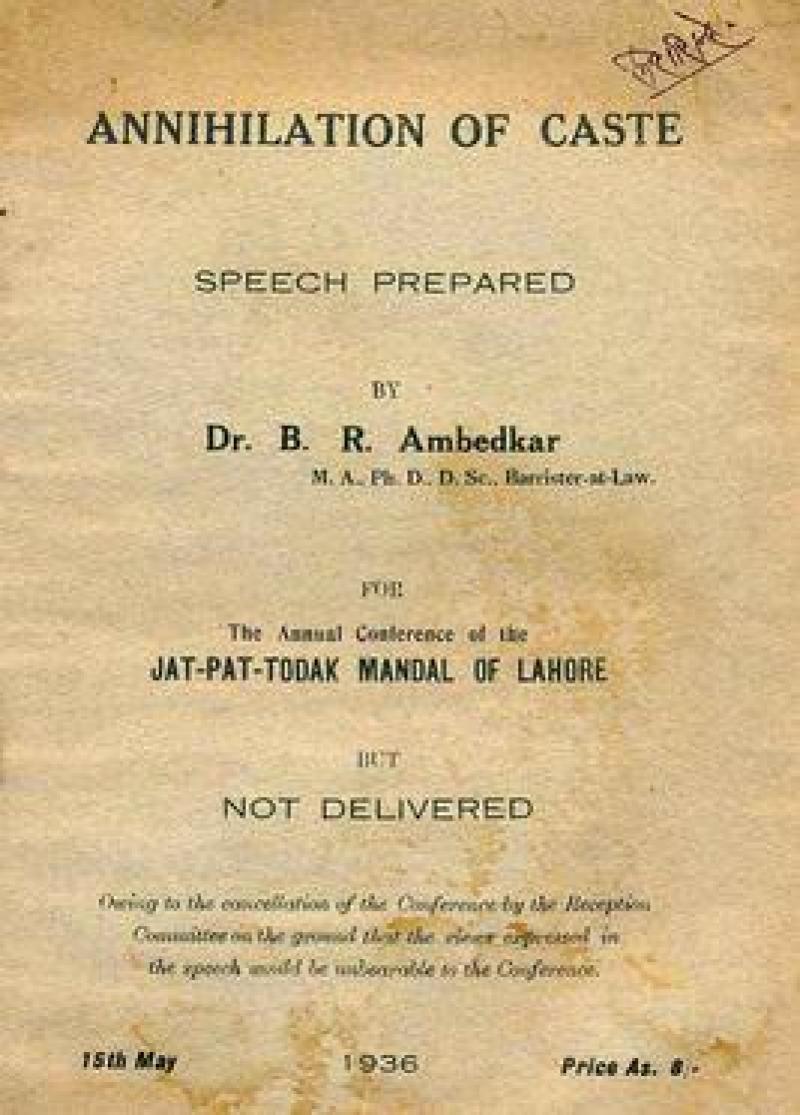 ANNIHILATION OF CASTE
SPEECH PREPARED
BY
Dr. B. R. Ambedkar
M. A., Ph. D., D. Sc., Barrister-at-Law.
FOR
The Annual Conference of the
JAT-PAT-TODAK MANDAL OF LAHORE
BUT
NOT DELIVERED
Owing to the cancellation of the Conference by the Reception
Committee on the ground that the views expressed in
the speech would be unbearable to the Conference.
15th May 1936 Price As. 8/-